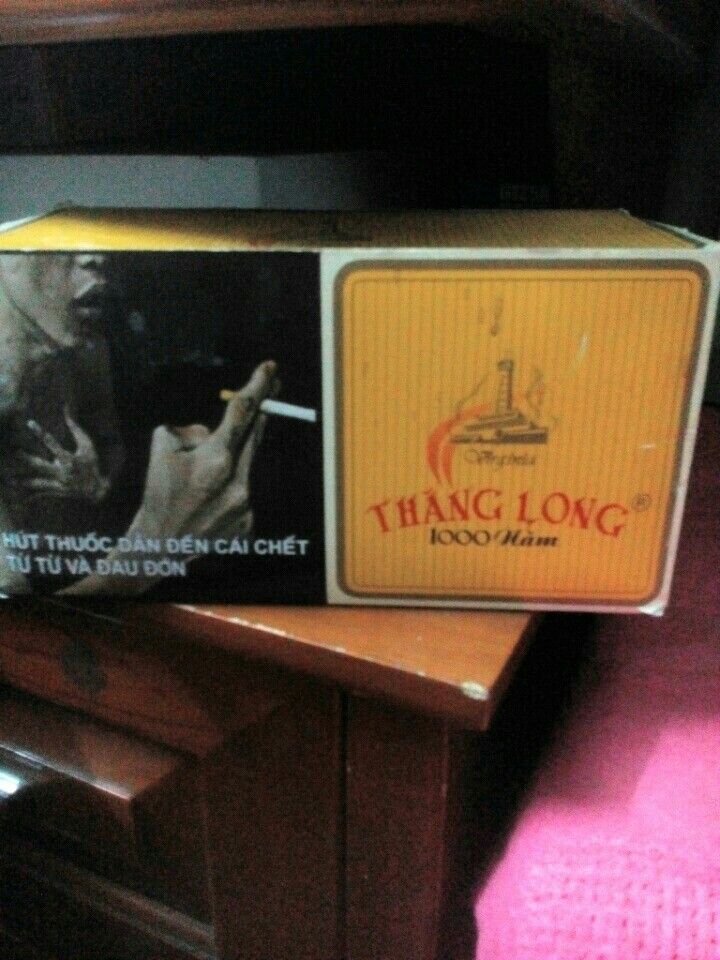 HÚT THUỐC DẪN ĐẾN CÁI CHẾT
TỪ TỪ VÀ ĐAU ĐỚN
Virginia
THĂNG LONG®
1000 Năm